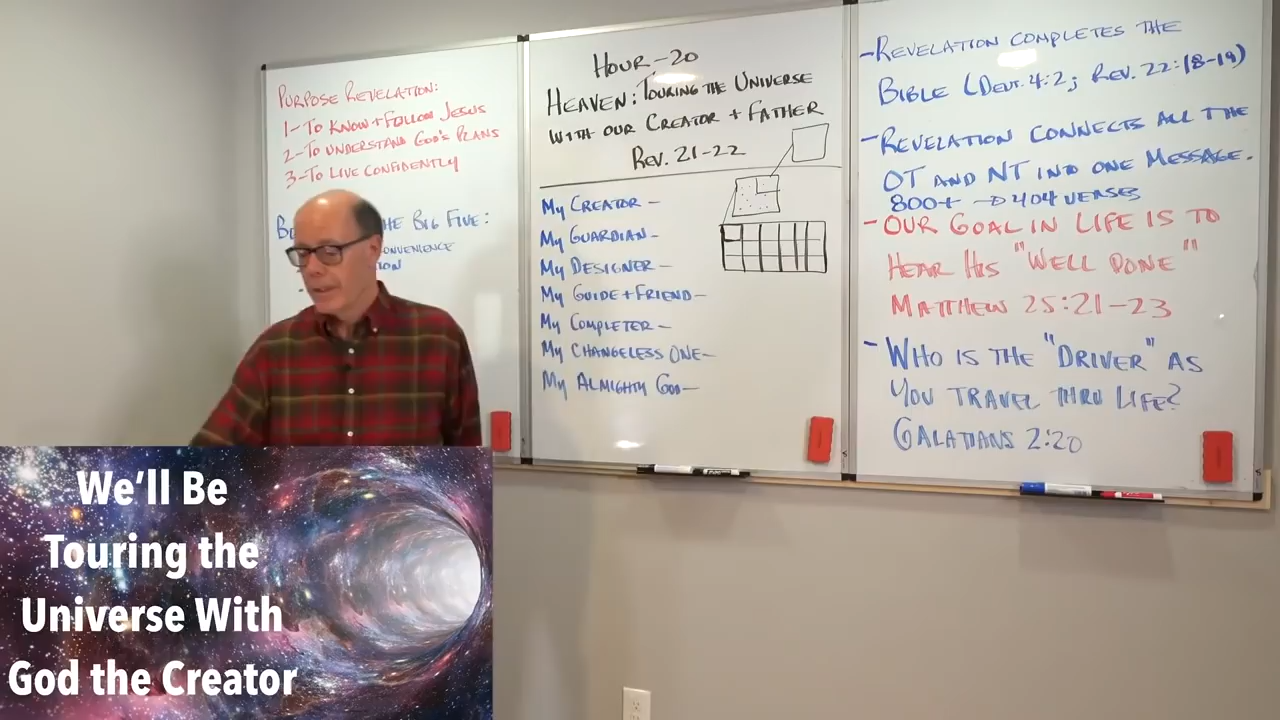 PURPOSE REVELATION:
1- TO KNOW + FOLLOW JESUS
2- TO UNDERSTAND GOD'S PLANS
3- TO LIVE CONFIDENTLY
HE BIG FIVE:
ONVENIENCE
ION
HOUR-20
HEAVEN: TOURING THE UNIVERSE
WITH OUR CREATOR + FATHER
REV. 21-22
MY CREATOR -
MY GUARDIAN-
MY DESIGNER-
MY GUIDE+FRIEND-
MY COMPLETER-
MY CHANGELESS ONE-
MY ALMIGHTY GOD-
-REVELATION COMPLETES THE
BIBLE (DEUT. 4:2; REV. 22:18-19)
-REVELATION CONNECTS ALL THE
OT AND NT INTO ONE MESSAGE.
800+ → 404 VERSES
-OUR GOAL IN LIFE IS TO
HEAR HIS "WELL DONE"
MATTHEW 25:21-23
-WHO IS THE "DRIVER" AS
YOU TRAVEL THRU LIFE?
GALATIANS 2:20
We'll Be
Touring the
Universe With
God the Creator